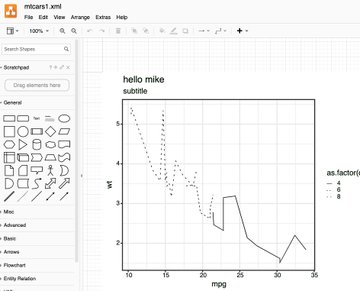 mtcars1.xml
File Edit View Arrange Extras Help
100%
Search Shapes
Scratchpad
Drag elements here
General
Text
Misc
Advanced
Basic
Arrows
Flowchart
Entity Relation
hello mike
subtitle
5
4
3
2
wt
10 15 20 25 30 35
mpg
as.factor(
4
6
8